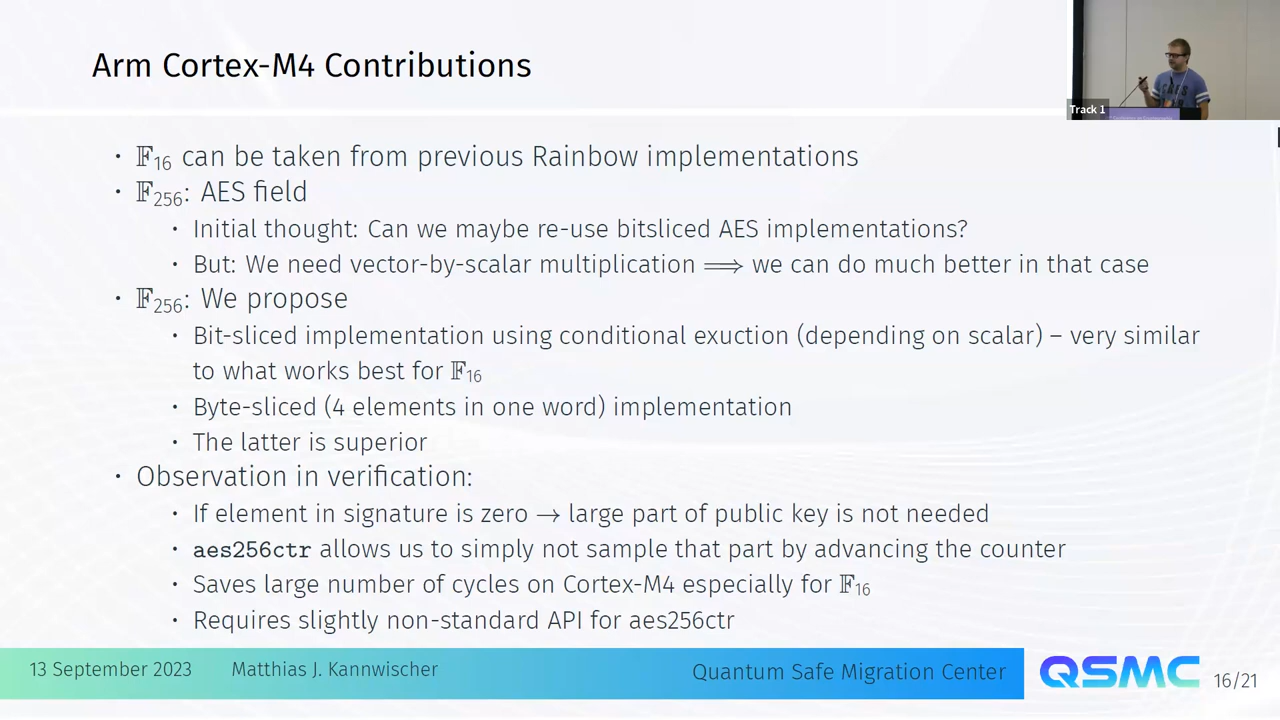 Arm Cortex-M4 Contributions
Track 1
• 𝔽16 can be taken from previous Rainbow implementations
• 𝔽256: AES field
• Initial thought: Can we maybe re-use bitsliced AES implementations?
• But: We need vector-by-scalar multiplication ⟹ we can do much better in that case
• 𝔽256: We propose
• Bit-sliced implementation using conditional exuction (depending on scalar) – very similar
to what works best for 𝔽16
• Byte-sliced (4 elements in one word) implementation
• The latter is superior
• Observation in verification:
• If element in signature is zero → large part of public key is not needed
• aes256ctr allows us to simply not sample that part by advancing the counter
• Saves large number of cycles on Cortex-M4 especially for 𝔽16
• Requires slightly non-standard API for aes256ctr
13 September 2023 Matthias J. Kannwischer Quantum Safe Migration Center QSMC 16/21